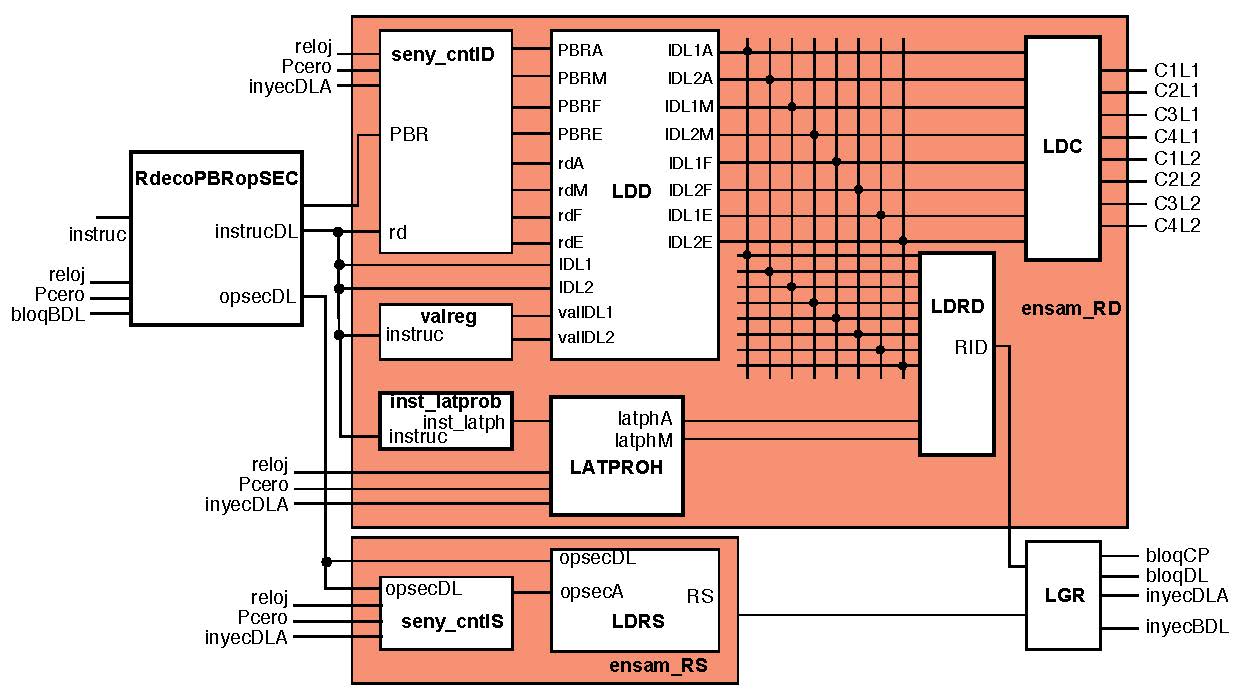 reloj
Pcero
inyecDLA
seny_cntID
PBR
rd
PBRA
PBRM
PBRF
PBRE
rdA
rdM
rdF
rdE
IDL1
IDL2
valIDL1
valIDL2
LDD
IDL1A
IDL2A
IDL1M
IDL2M
IDL1F
IDL2F
IDL1E
IDL2E
LDC
C1L1
C2L1
C3L1
C4L1
C1L2
C2L2
C3L2
C4L2
RdecoPBRopSEC
instrucDL
opsecDL
instruc
reloj
Pcero
bloqBDL
valreg
instruc
LDRD
RID
ensam_RD
inst_latprob
inst_latph
instruc
latphA
latphM
LATPROH
reloj
Pcero
inyecDLA
opsecDL
opsecDL
seny_cntIS
reloj
Pcero
inyecDLA
opsecA
RS
LDRS
ensam_RS
LGR
bloqCP
bloqDL
inyecDLA
inyecBDL